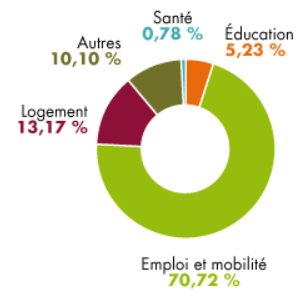 Santé
0,78 %
Éducation
5,23 %
Autres
10,10 %
Logement
13,17 %
Emploi et mobilité
70,72 %